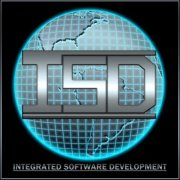 ISD
INTEGRATED SOFTWARE DEVELOPMENT